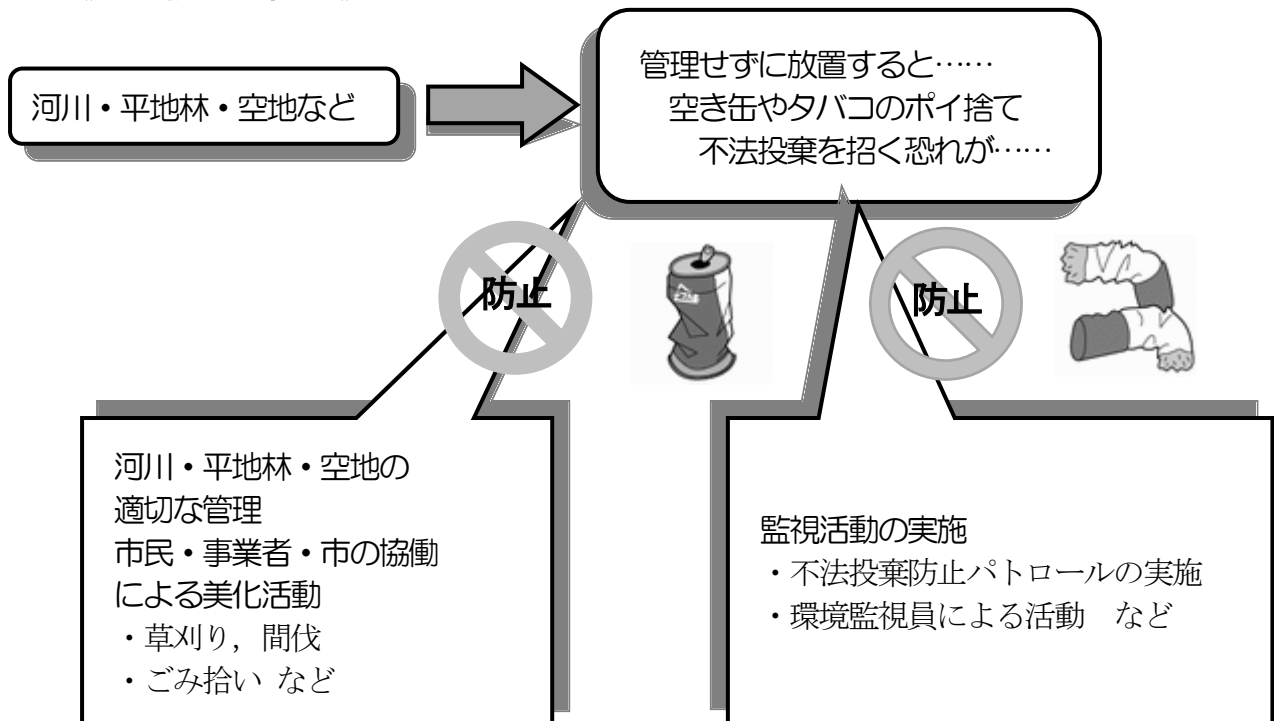 河川・平地林・空地など
管理せずに放置すると……
空き缶やタバコのポイ捨て
不法投棄を招く恐れが……
防止
防止
河川・平地林・空地の
適切な管理
市民・事業者・市の協働
による美化活動
・草刈り，間伐
・ごみ拾い など
監視活動の実施
・不法投棄防止パトロールの実施
・環境監視員による活動　など